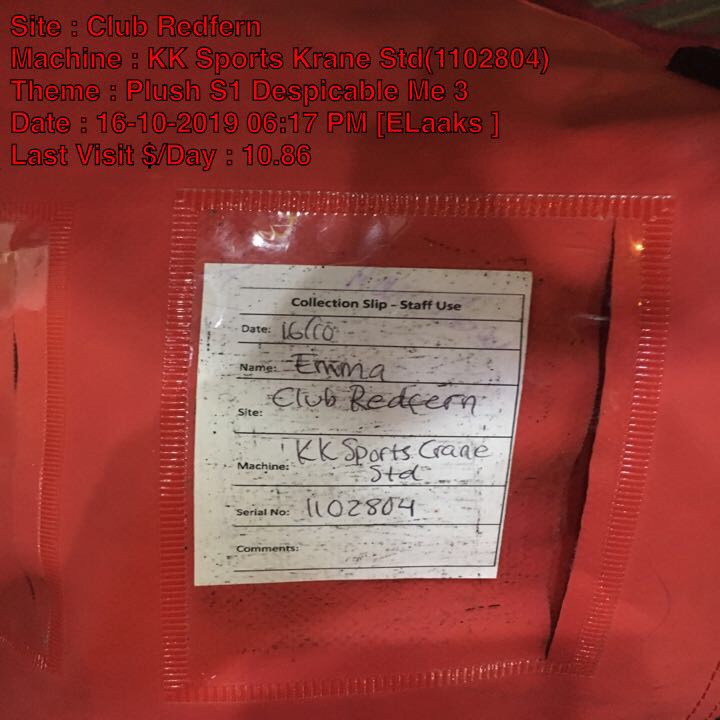 Site : Club Redfern
Machine : KK Sports Krane Std(1102804)
Theme : Plush S1 Despicable Me 3
Date : 16-10-2019 06:17 PM [ELaaks ]
Last Visit $/Day : 10.86
Collection Slip - Staff Use
Date: 16/10
Name: Emma
Site: Club Redfern
Machine: KK Sports Crane
Std
Serial No: 1102804
Comments: